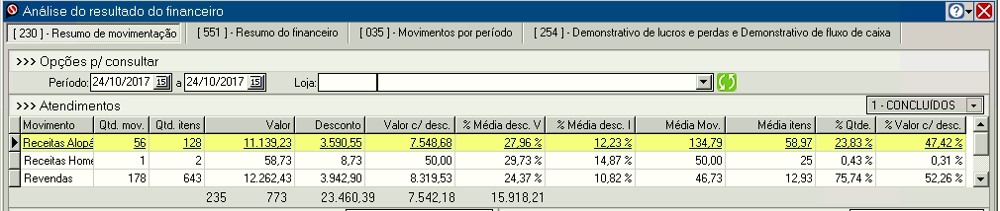 Análise do resultado do financeiro
[ 230 ] - Resumo de movimentação [ 551 ] - Resumo do financeiro [ 035 ] - Movimentos por período [ 254 ] - Demonstrativo de lucros e perdas e Demonstrativo de fluxo de caixa
>>> Opções p/ consultar
Período: 24/10/2017 15 a 24/10/2017 15 Loja:
>>> Atendimentos 1 - CONCLUÍDOS
Movimento Qtd. mov. Qtd. itens Valor Desconto Valor c/ desc. % Média desc. V % Média desc. I Média Mov. Média itens % Qtde. % Valor c/ desc.
Receitas Alopá 56 128 11.139,23 3.590,55 7.548,68 27,96 % 12,23 % 134,79 58,97 23,83 % 47,42 %
Receitas Home 1 2 58,73 8,73 50,00 29,73 % 14,87 % 50,00 25 0,43 % 0,31 %
Revendas 178 643 12.262,43 3.942,90 8.319,53 24,37 % 10,82 % 46,73 12,93 75,74 % 52,26 %
235 773 23.460,39 7.542,18 15.918,21